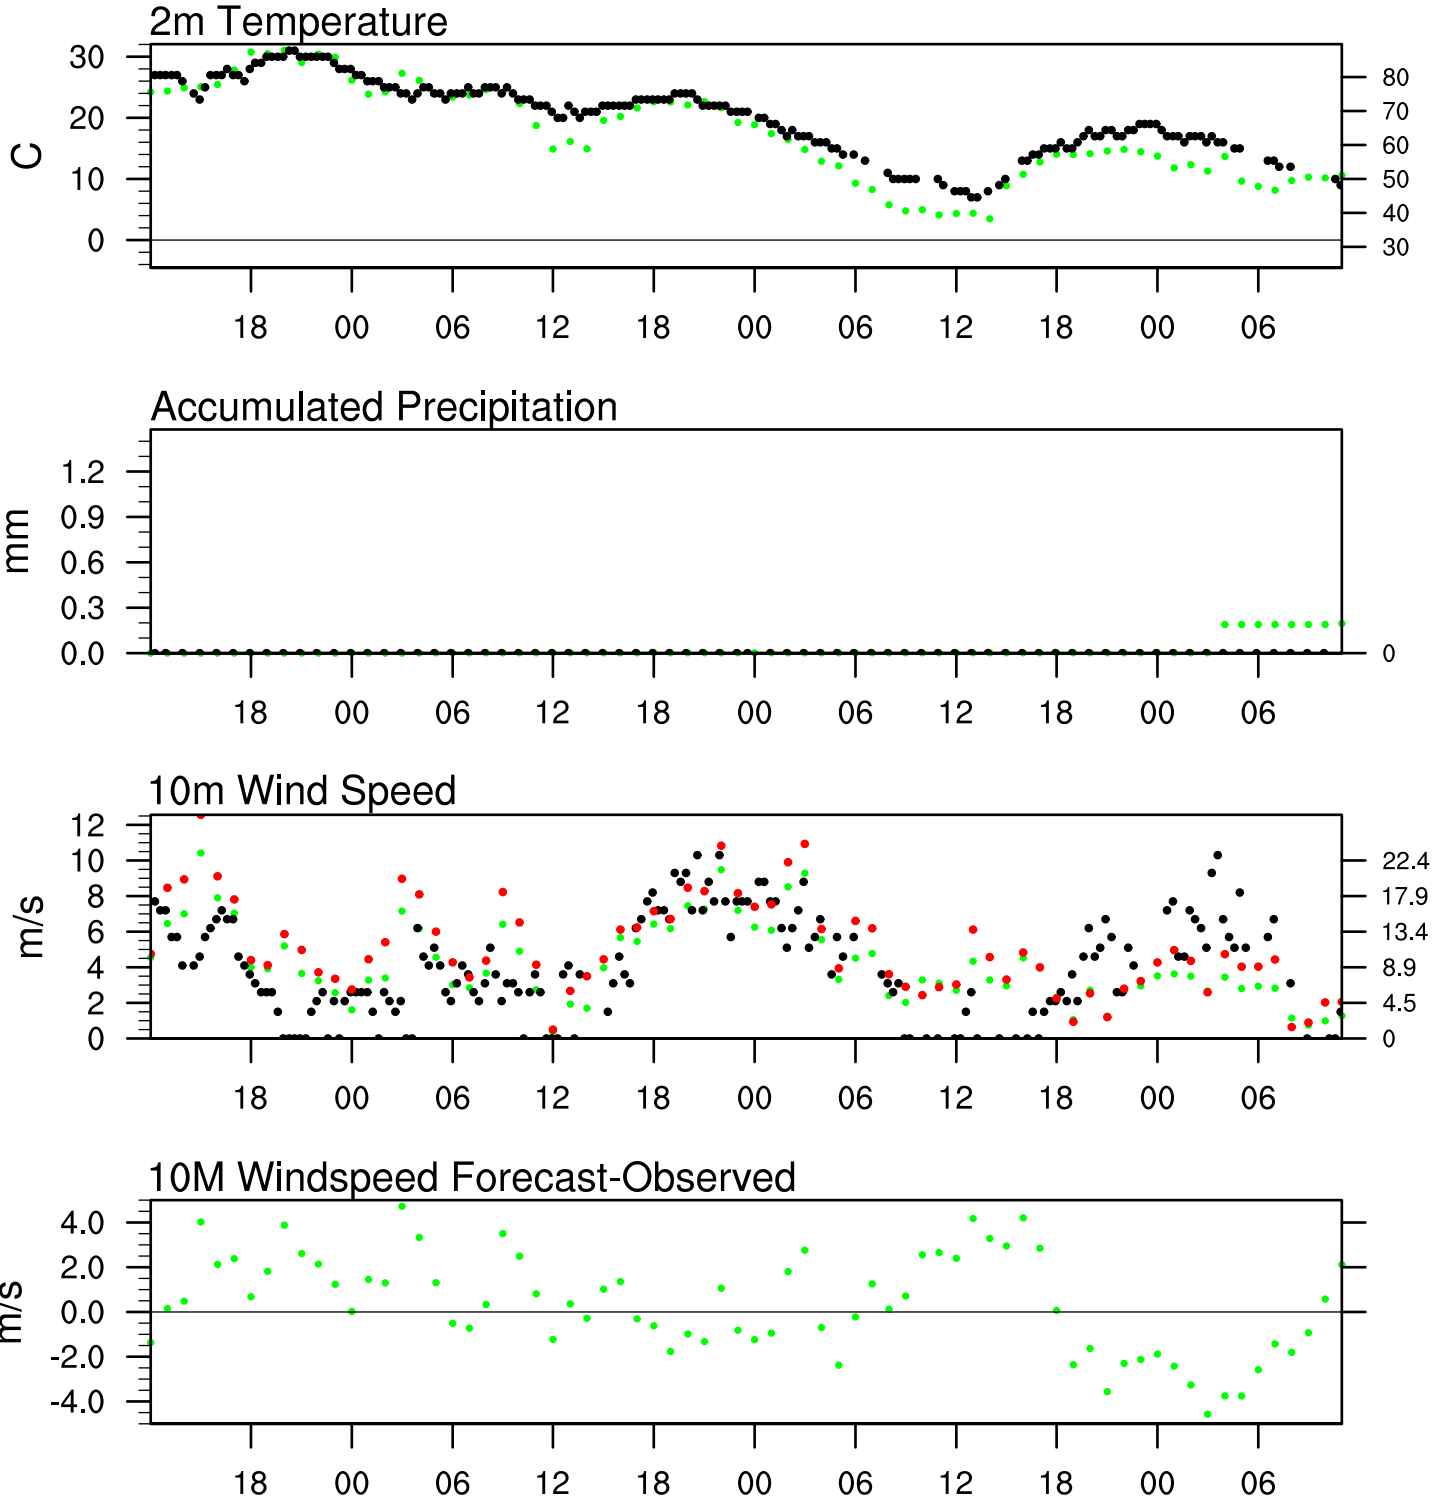 2m Temperature
30
20
10
0
C
80
70
60
50
40
30
18 00 06 12 18 00 06 12 18 00 06
Accumulated Precipitation
1.2
0.9
0.6
0.3
0.0
mm
0
18 00 06 12 18 00 06 12 18 00 06
10m Wind Speed
12
10
8
6
4
2
0
m/s
22.4
17.9
13.4
8.9
4.5
0
18 00 06 12 18 00 06 12 18 00 06
10M Windspeed Forecast-Observed
4.0
2.0
0.0
-2.0
-4.0
m/s
18 00 06 12 18 00 06 12 18 00 06